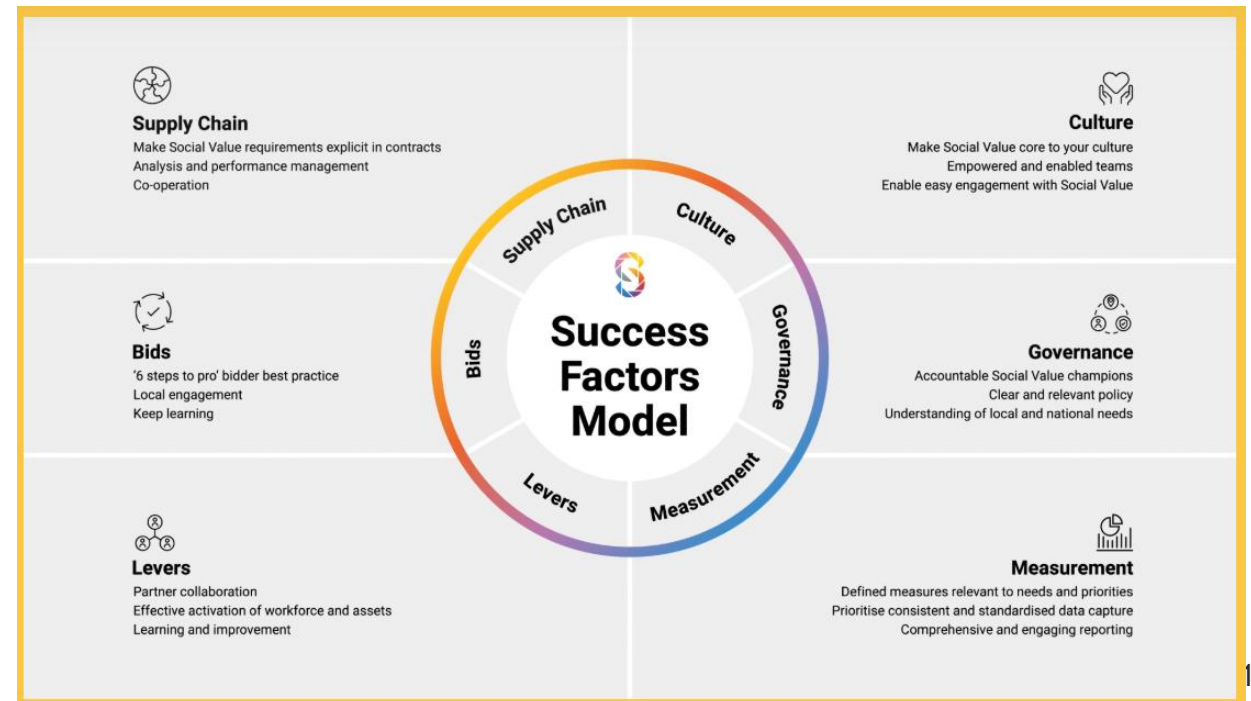 Supply Chain
Make Social Value requirements explicit in contracts
Analysis and performance management
Co-operation
Culture
Make Social Value core to your culture
Empowered and enabled teams
Enable easy engagement with Social Value
Bids
'6 steps to pro' bidder best practice
Local engagement
Keep learning
Governance
Accountable Social Value champions
Clear and relevant policy
Understanding of local and national needs
Levers
Partner collaboration
Effective activation of workforce and assets
Learning and improvement
Measurement
Defined measures relevant to needs and priorities
Prioritise consistent and standardised data capture
Comprehensive and engaging reporting
Supply Chain
Culture
Governance
Measurement
Levers
Bids
S
Success
Factors
Model
1